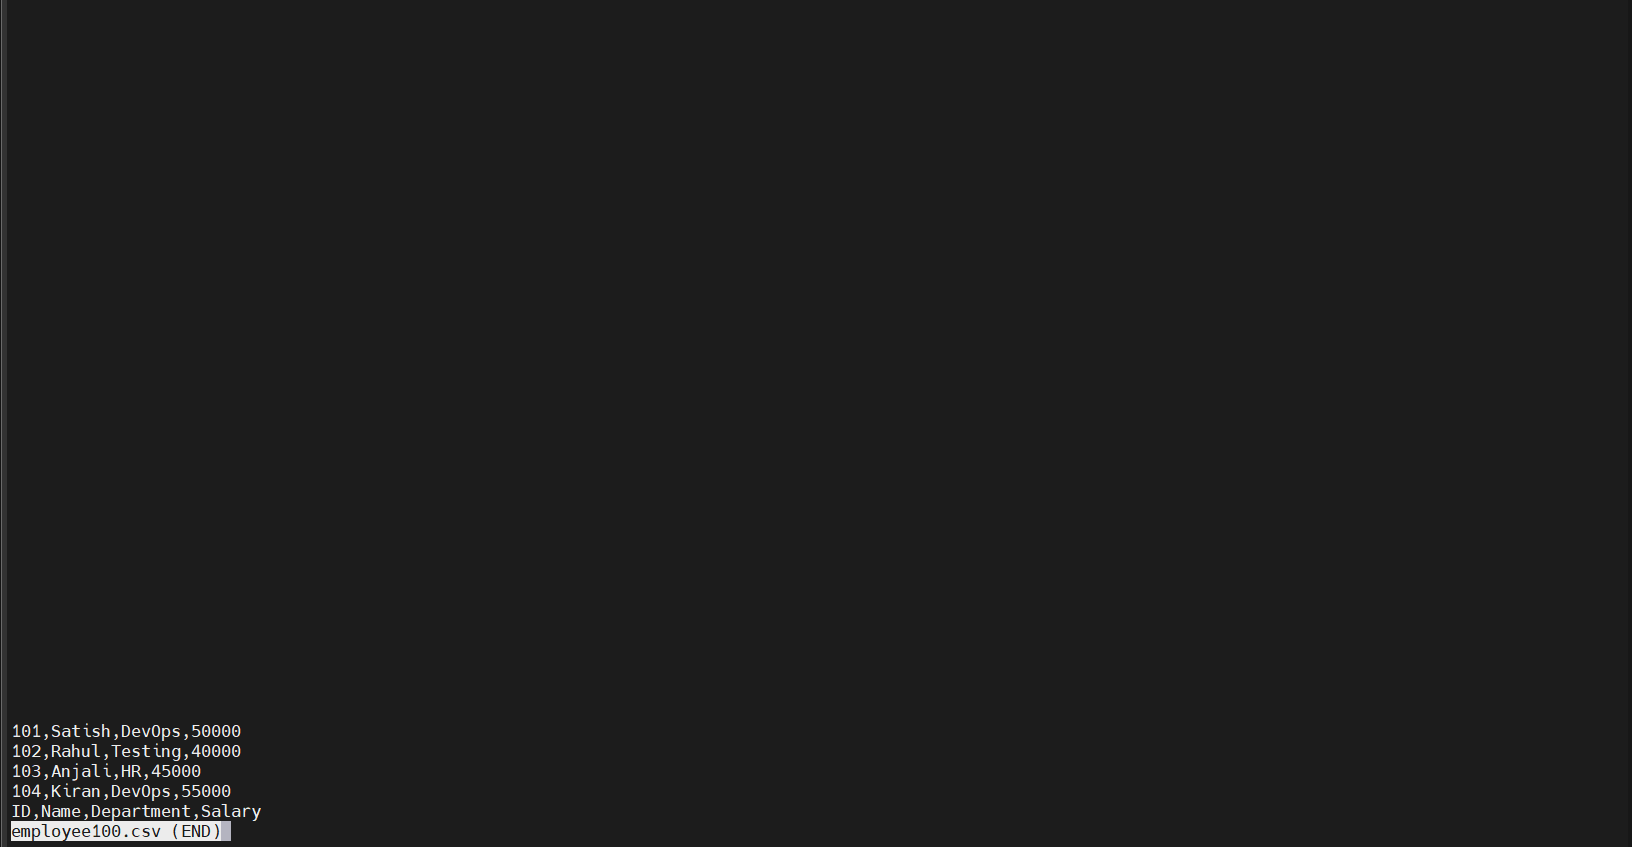 101,Satish,DevOps,50000
102,Rahul,Testing,40000
103,Anjali,HR,45000
104,Kiran,DevOps,55000
ID,Name,Department,Salary
employee100.csv (END)